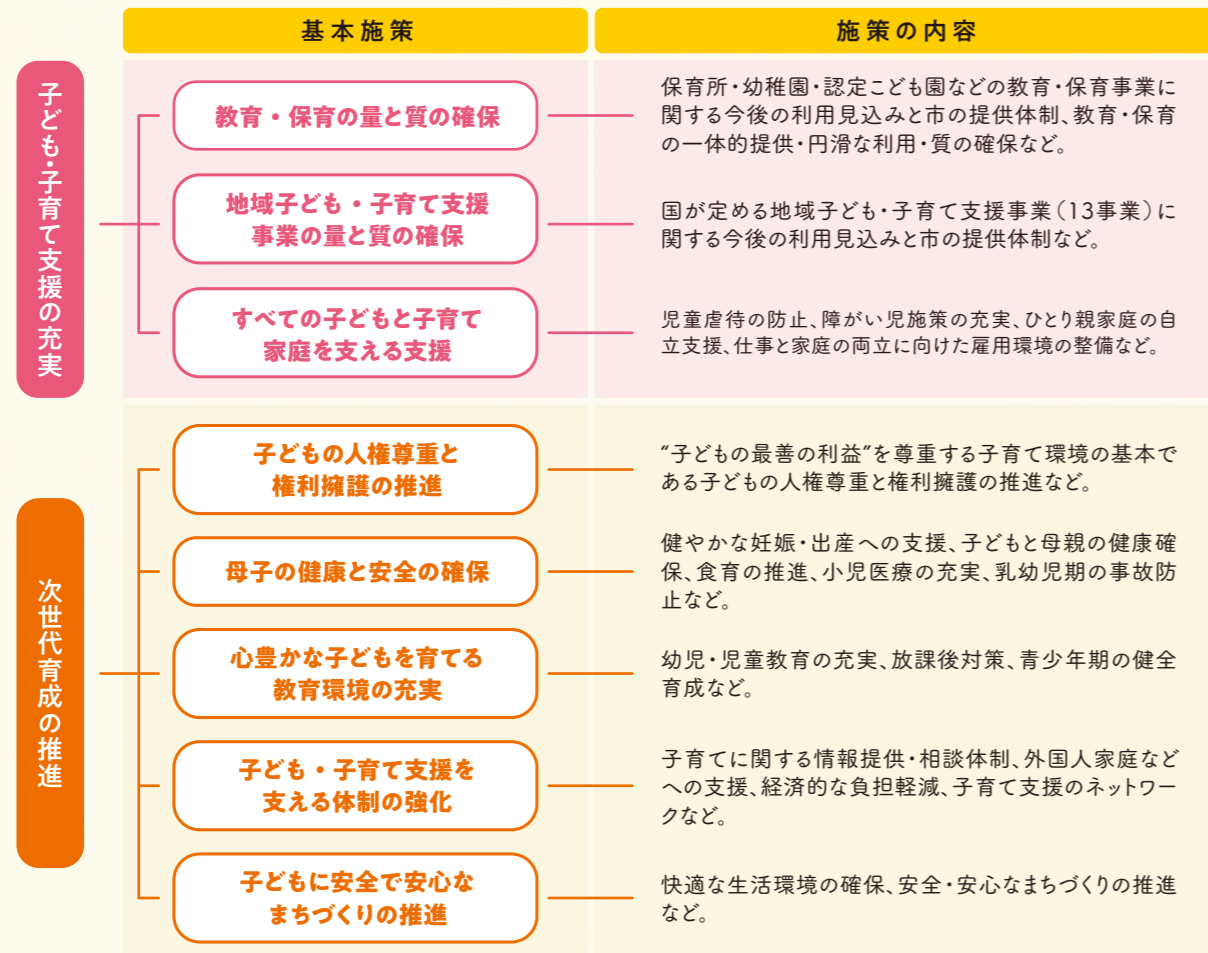 基本施策
施策の内容
子ども・子育て支援の充実
教育・保育の量と質の確保
保育所・幼稚園・認定こども園などの教育・保育事業に
関する今後の利用見込みと市の提供体制、教育・保育
の一体的提供・円滑な利用・質の確保など。
地域子ども・子育て支援
事業の量と質の確保
国が定める地域子ども・子育て支援事業（13事業）に
関する今後の利用見込みと市の提供体制など。
すべての子どもと子育て
家庭を支える支援
児童虐待の防止、障がい児施策の充実、ひとり親家庭の自
立支援、仕事と家庭の両立に向けた雇用環境の整備など。
次世代育成の推進
子どもの人権尊重と
権利擁護の推進
“子どもの最善の利益”を尊重する子育て環境の基本で
ある子どもの人権尊重と権利擁護の推進など。
母子の健康と安全の確保
健やかな妊娠・出産への支援、子どもと母親の健康確
保、食育の推進、小児医療の充実、乳幼児期の事故防
止など。
心豊かな子どもを育てる
教育環境の充実
幼児・児童教育の充実、放課後対策、青少年期の健全
育成など。
子ども・子育て支援を
支える体制の強化
子育てに関する情報提供・相談体制、外国人家庭など
への支援、経済的な負担軽減、子育て支援のネットワー
クなど。
子どもに安全で安心な
まちづくりの推進
快適な生活環境の確保、安全・安心なまちづくりの推進
など。